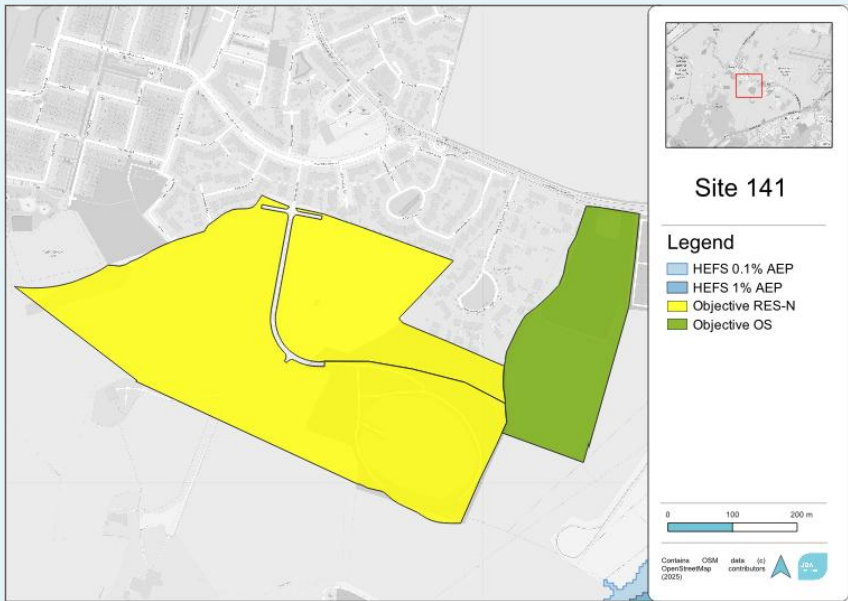 Site 141
Legend
HEFS 0.1% AEP
HEFS 1% AEP
Objective RES-N
Objective OS
0 100 200 m
Contains OSM data (c)
OpenStreetMap contributors
(2025)
JBA